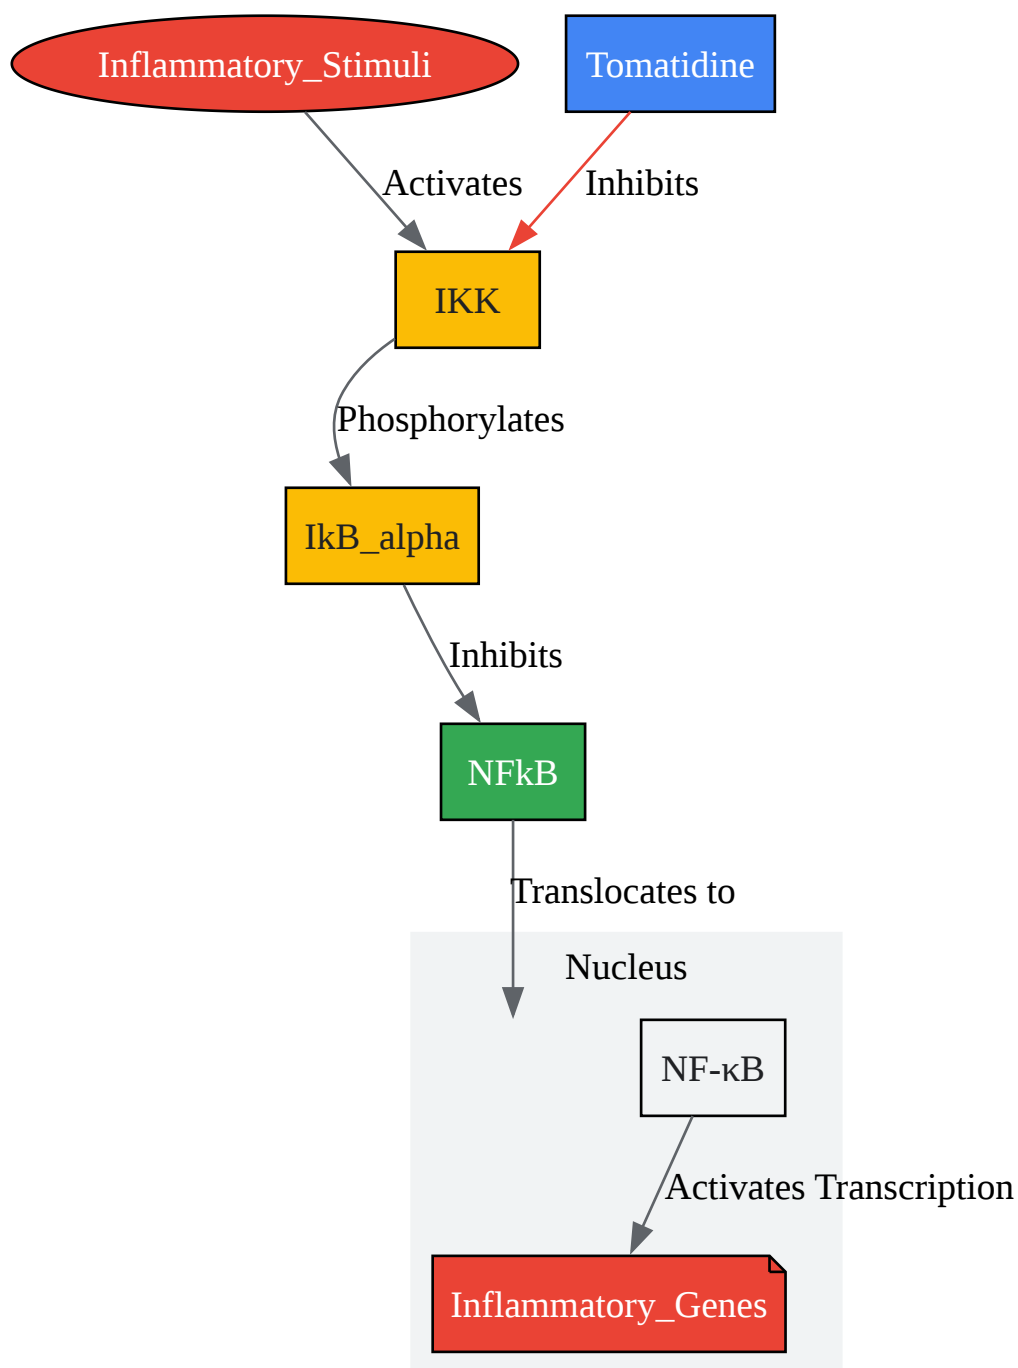 Inflammatory_Stimuli
Tomatidine
Activates
Inhibits
IKK
Phosphorylates
IkB_alpha
Inhibits
NFkB
Translocates to
Nucleus
NF-κB
Activates Transcription
Inflammatory_Genes